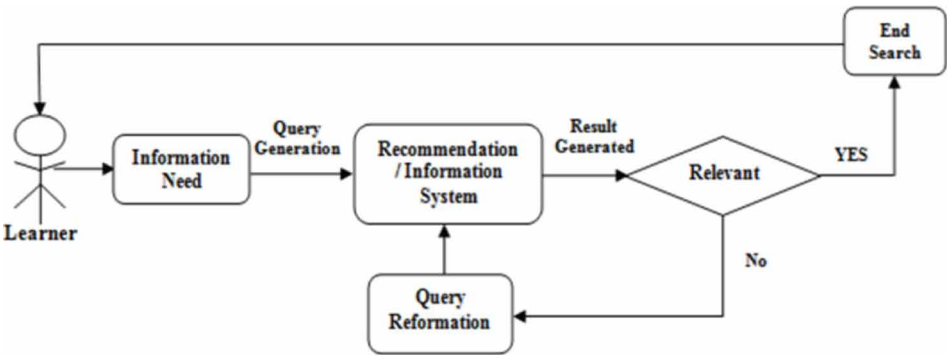 End
Search
Query
Generation
Result
Generated
Information
Need
Recommendation
/ Information
System
Relevant
YES
Learner
No
Query
Reformation